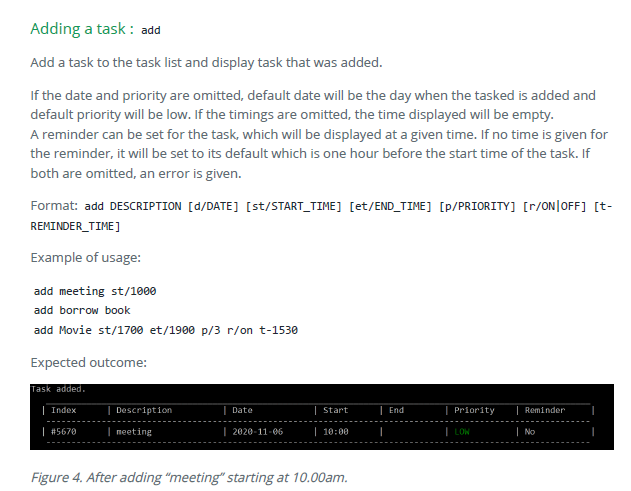 Adding a task : add
Add a task to the task list and display task that was added.
If the date and priority are omitted, default date will be the day when the tasked is added and
default priority will be low. If the timings are omitted, the time displayed will be empty.
A reminder can be set for the task, which will be displayed at a given time. If no time is given for
the reminder, it will be set to its default which is one hour before the start time of the task. If
both are omitted, an error is given.
Format: add DESCRIPTION [d/DATE] [st/START_TIME] [et/END_TIME] [p/PRIORITY] [r/ON|OFF] [t-
REMINDER_TIME]
Example of usage:
add meeting st/1000
add borrow book
add Movie st/1700 et/1900 p/3 r/on t-1530
Expected outcome:
Task added.
| Index | Description | Date | Start | End | Priority | Reminder |
| #5670 | meeting | 2020-11-06 | 10:00 | | LOW | No |
Figure 4. After adding “meeting” starting at 10.00am.